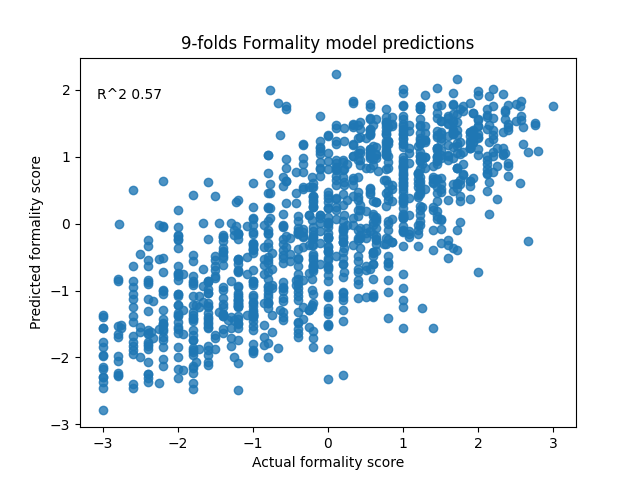 9-folds Formality model predictions
R^2 0.57
2
1
0
−1
−2
−3
Predicted formality score
−3 −2 −1 0 1 2 3
Actual formality score